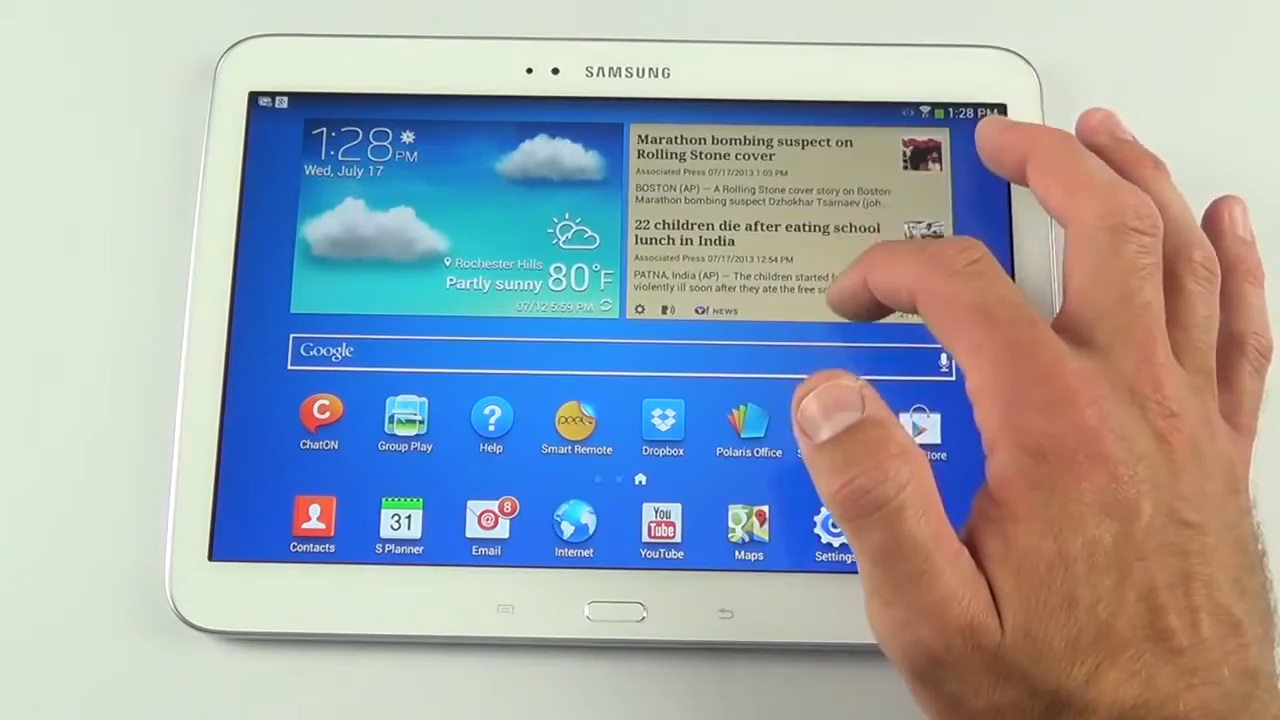 SAMSUNG
1:28 PM
1:28 PM
Wed, July 17
Rochester Hills
Partly sunny 80°F
07/12 5:59 PM
Marathon bombing suspect on
Rolling Stone cover
Associated Press 07/17/2013 1:03 PM
BOSTON (AP) — A Rolling Stone cover story on Boston
Marathon bombing suspect Dzhokhar Tsarnaev (joh..
22 children die after eating school
lunch in India
Associated Press 07/17/2013 12:54 PM
PATNA, India (AP) — The children started
violently ill soon after they ate the free
Y! NEWS
Google
ChatON
Group Play
Help
peel
Smart Remote
Dropbox
Polaris Office
Contacts
31
S Planner
8
Email
Internet
You
Tube
YouTube
Maps
Settings